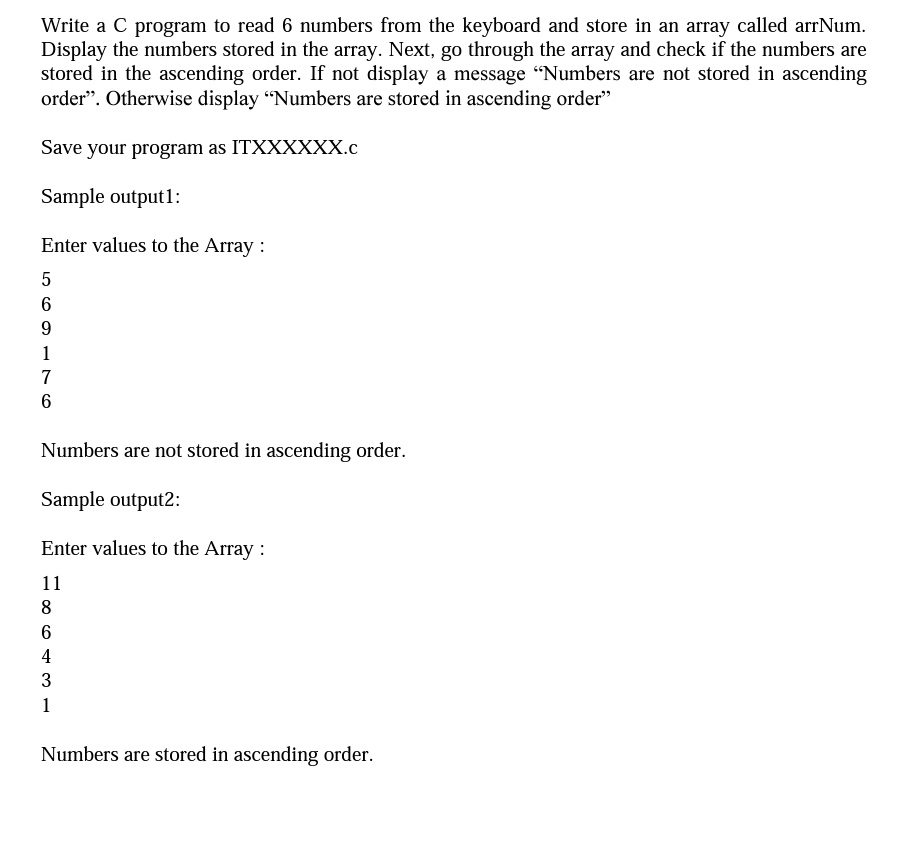 Write a C program to read 6 numbers from the keyboard and store in an array called arrNum.
Display the numbers stored in the array. Next, go through the array and check if the numbers are
stored in the ascending order. If not display a message “Numbers are not stored in ascending
order”. Otherwise display “Numbers are stored in ascending order”
Save your program as ITXXXXXX.c
Sample output1:
Enter values to the Array :
5
6
9
1
7
6
Numbers are not stored in ascending order.
Sample output2:
Enter values to the Array :
11
8
6
4
3
1
Numbers are stored in ascending order.